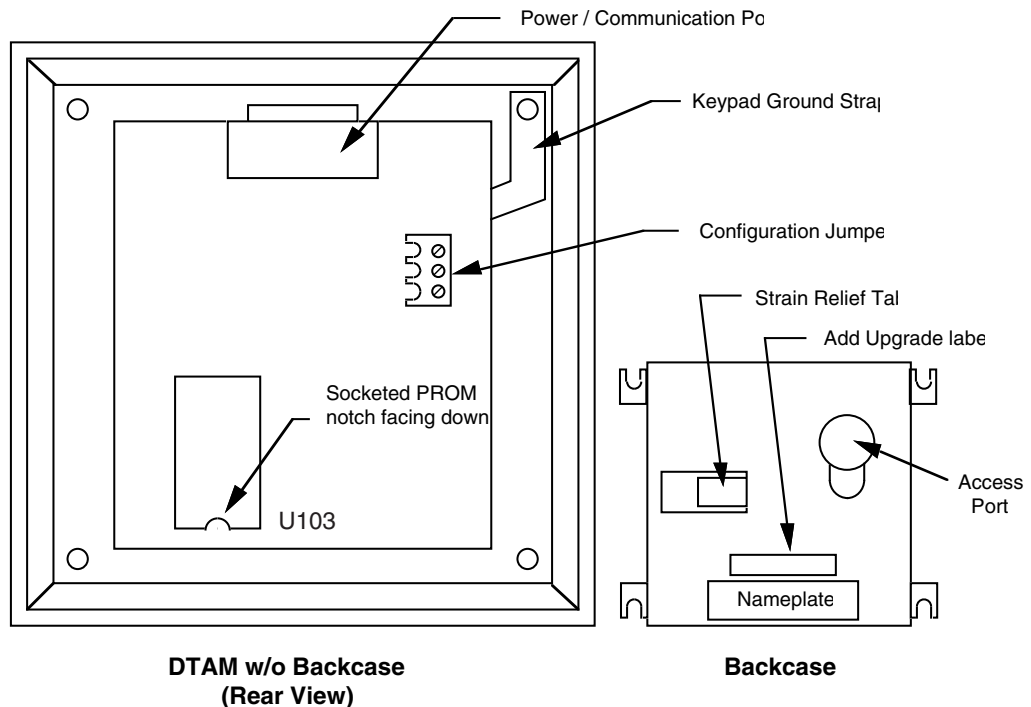 Power / Communication Po
Keypad Ground Strap
Configuration Jumpe
Strain Relief Tal
Add Upgrade labe
Socketed PROM
notch facing down
U103
Access
Port
Nameplate
DTAM w/o Backcase
(Rear View)
Backcase